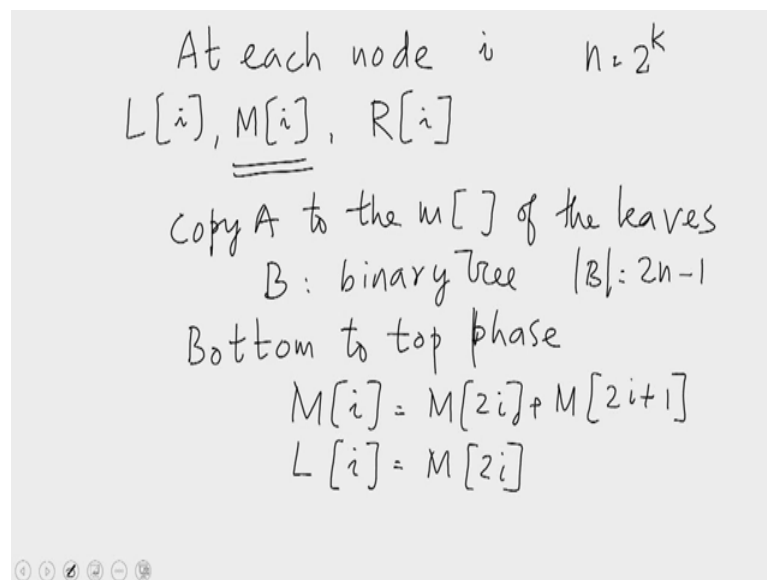 At each node i n = 2^k
L[i], M[i], R[i]
Copy A to the m[ ] of the leaves
B : binary Tree |B| = 2n-1
Bottom to top phase
M[i] = M[2i] + M[2i+1]
L[i] = M[2i]